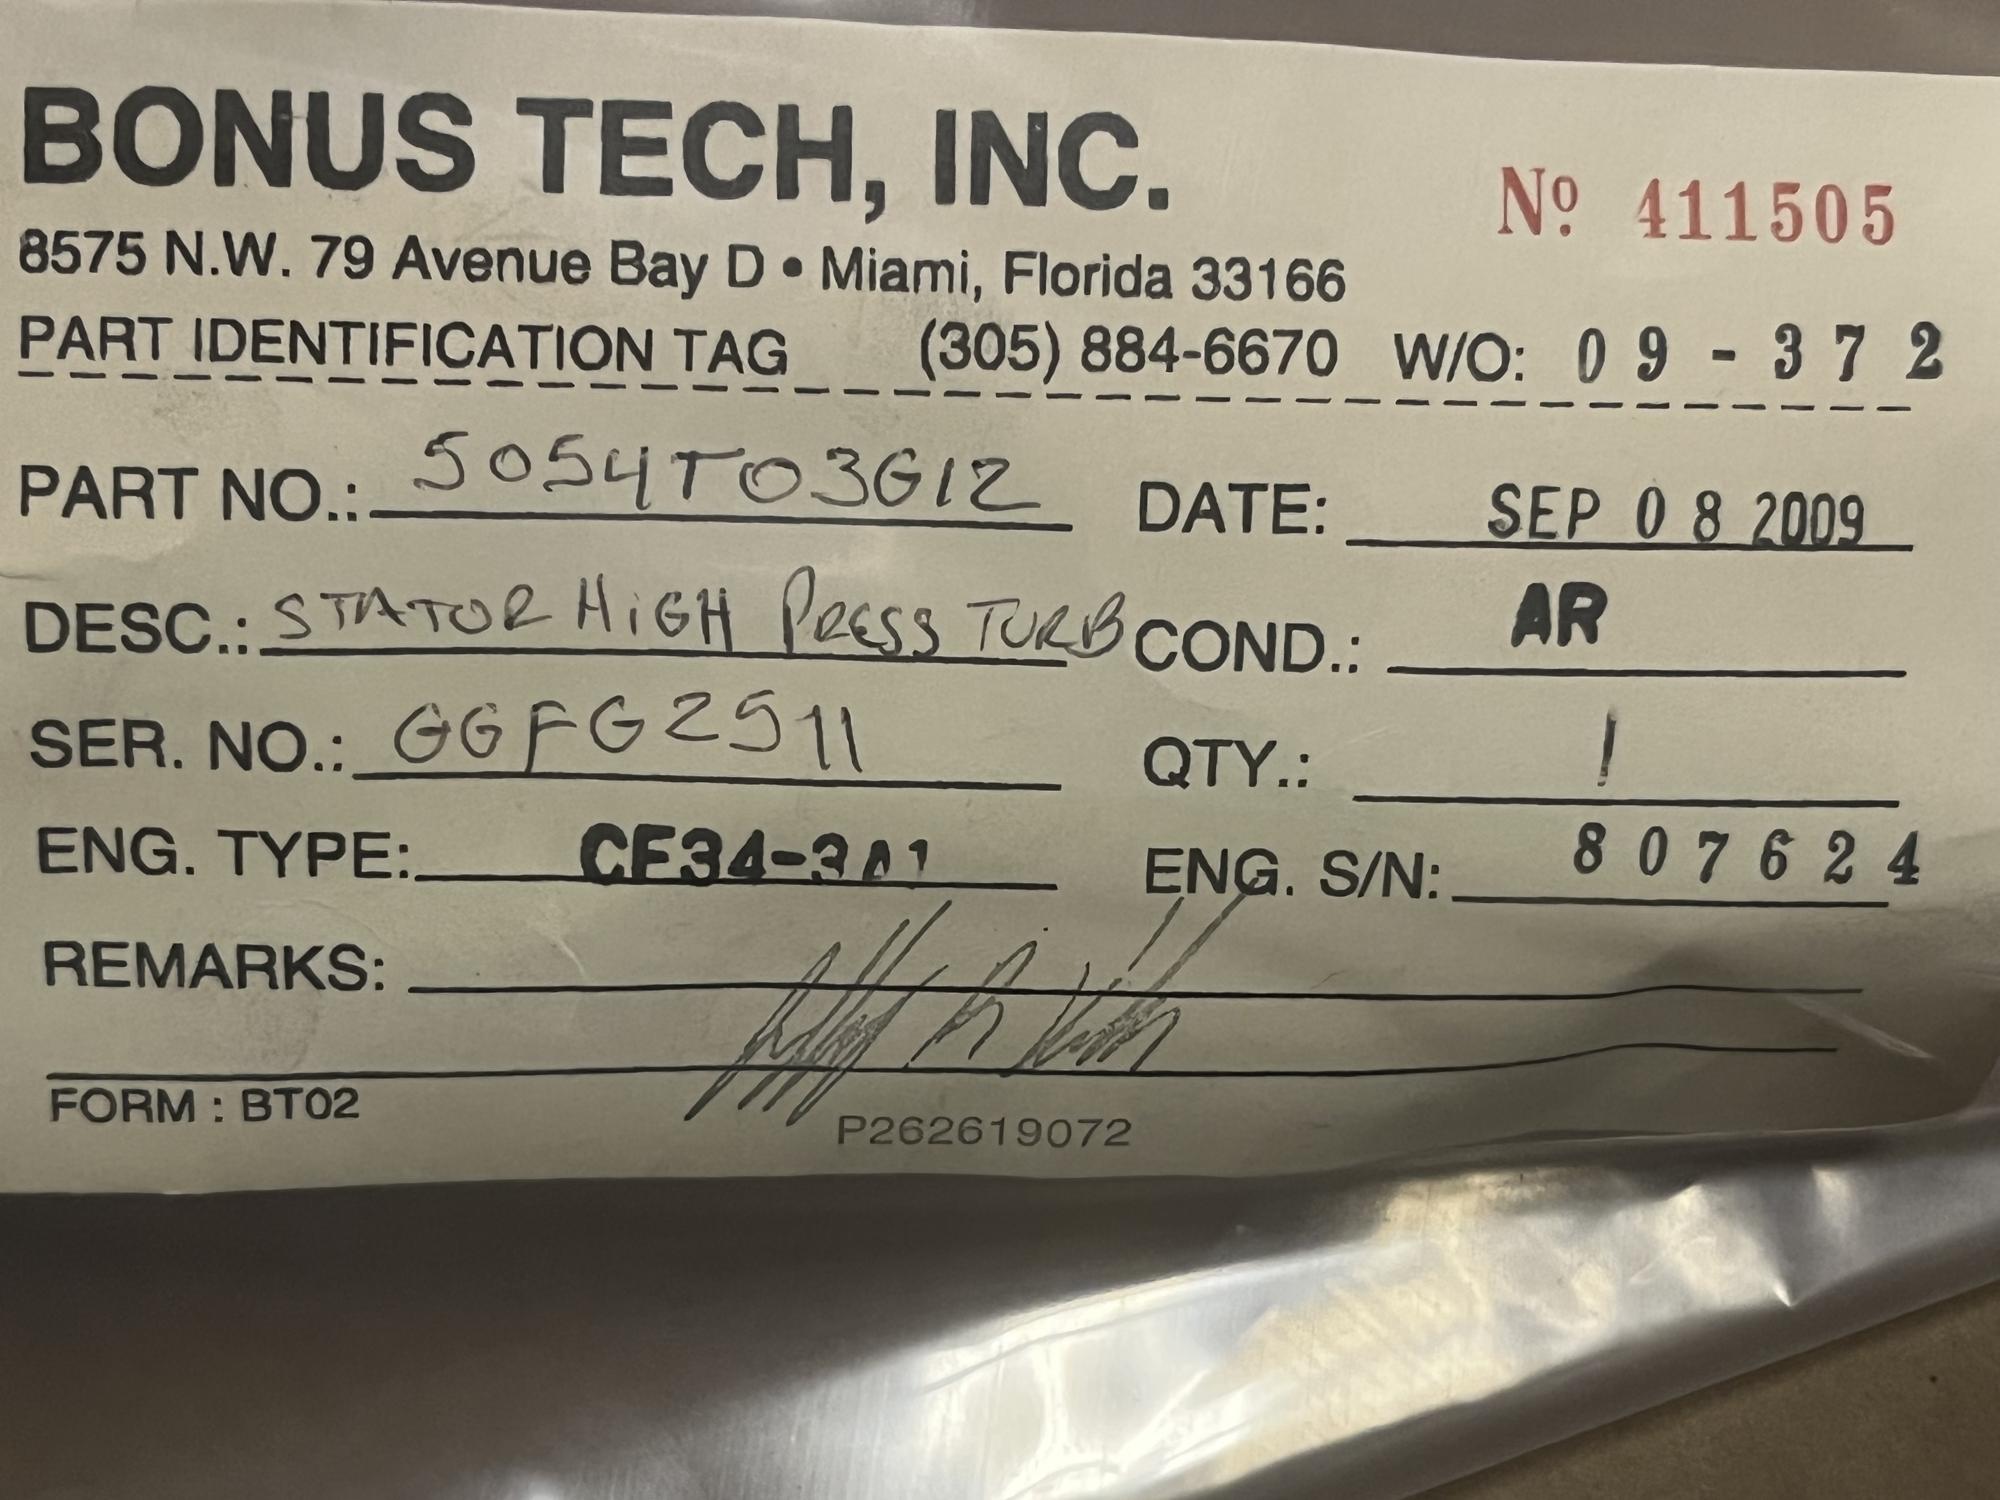 BONUS TECH, INC.
Nº 411505
8575 N.W. 79 Avenue Bay D • Miami, Florida 33166
PART IDENTIFICATION TAG (305) 884-6670 W/O: 09-372
PART NO.: 5054T03G12 DATE: SEP 08 2009
DESC.: STATOR HIGH PRESS TURB COND.: AR
SER. NO.: GGFG2511 QTY.: 1
ENG. TYPE: CF34-3A1 ENG. S/N: 807624
REMARKS:
FORM : BT02
P262619072